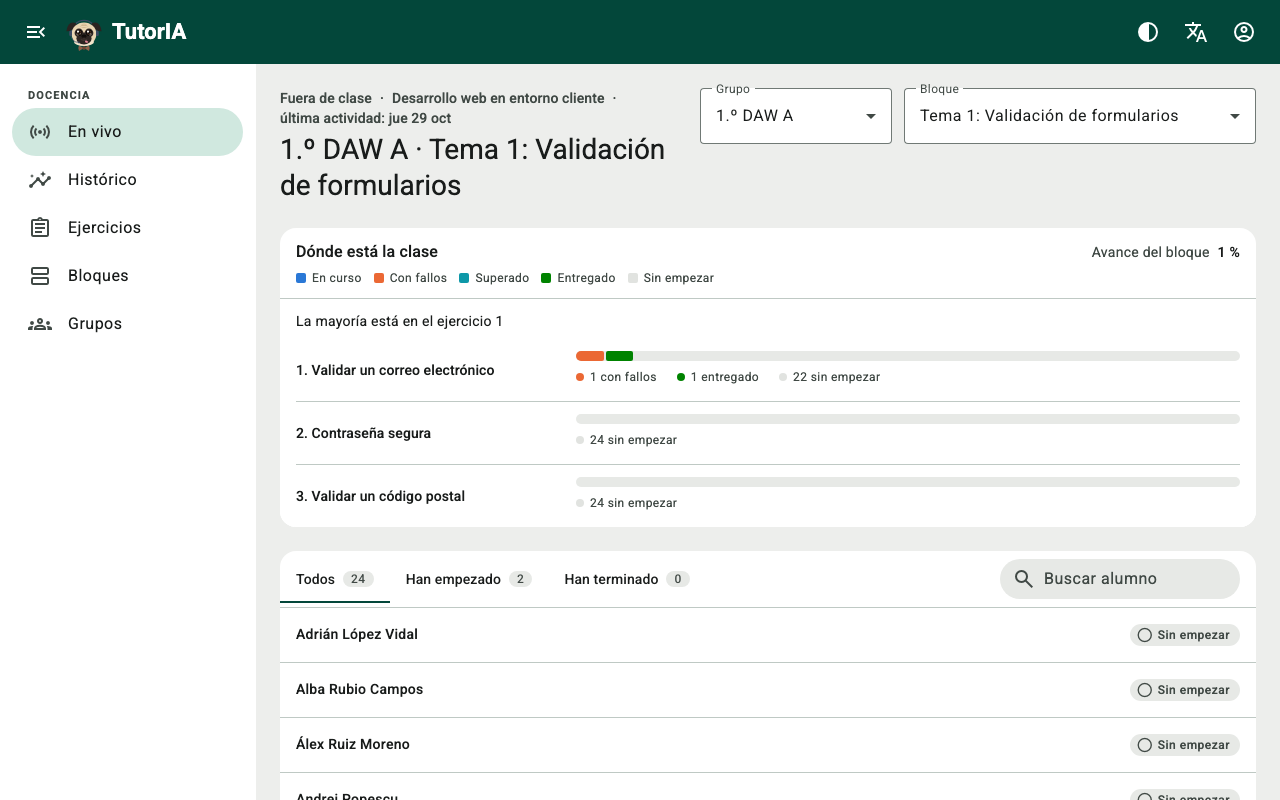 TutorIA
DOCENCIA
En vivo
Histórico
Ejercicios
Bloques
Grupos
Fuera de clase · Desarrollo web en entorno cliente ·
última actividad: jue 29 oct
1.º DAW A · Tema 1: Validación
de formularios
Grupo
1.º DAW A
Bloque
Tema 1: Validación de formularios
Dónde está la clase
Avance del bloque 1 %
En curso Con fallos Superado Entregado Sin empezar
La mayoría está en el ejercicio 1
1. Validar un correo electrónico
1 con fallos 1 entregado 22 sin empezar
2. Contraseña segura
24 sin empezar
3. Validar un código postal
24 sin empezar
Todos 24 Han empezado 2 Han terminado 0
Buscar alumno
Adrián López Vidal
Sin empezar
Alba Rubio Campos
Sin empezar
Álex Ruiz Moreno
Sin empezar
Andrei Popescu
Sin empezar